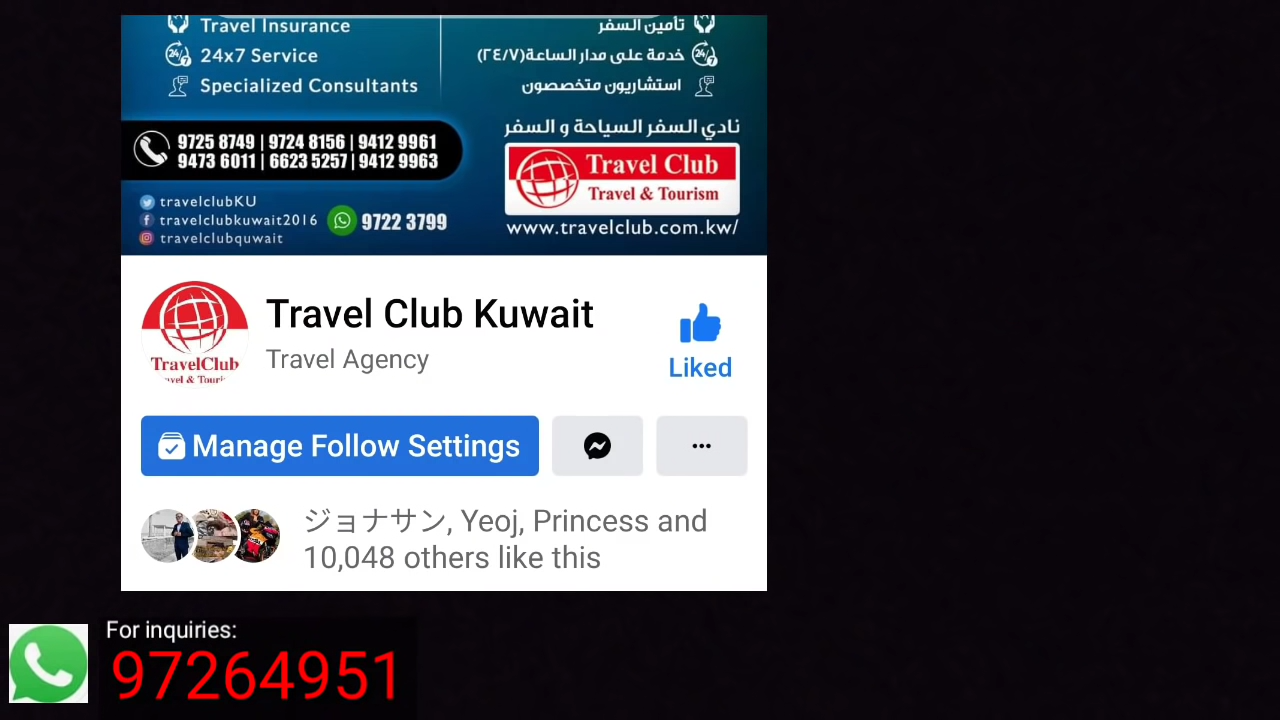 Travel Insurance
24x7 Service
Specialized Consultants
تأمين السفر
خدمة على مدار الساعة(٢٤/٧)
استشاريون متخصصون
9725 8749 | 9724 8156 | 9412 9961
9473 6011 | 6623 5257 | 9412 9963
travelclubKU
travelclubkuwait2016
travelclubquwait
9722 3799
نادي السفر السياحة و السفر
Travel Club
Travel & Tourism
www.travelclub.com.kw/
TravelClub
Travel Club Kuwait
Travel Agency
Liked
Manage Follow Settings
ジョナサン, Yeoj, Princess and
10,048 others like this
For inquiries:
97264951